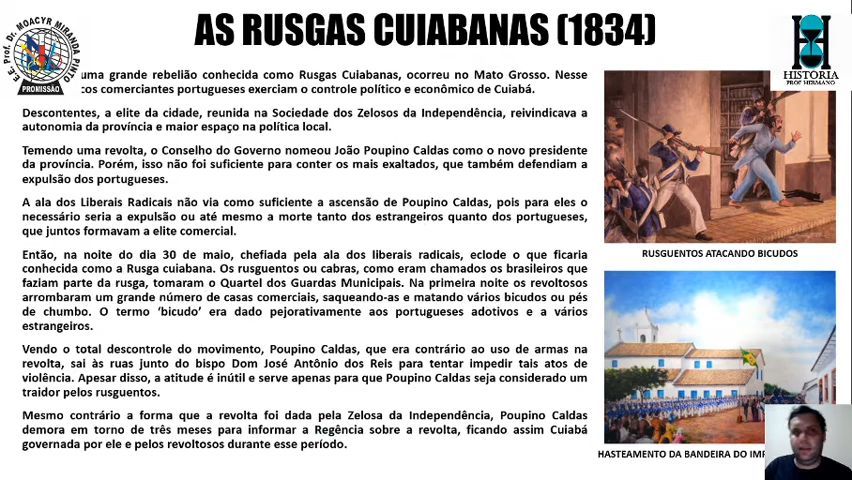 AS RUSGAS CUIABANAS (1834)
E.E. Prof. Dr. MOACYR MIRANDA PINTO
PROMISSÃO
HISTORIA
PROF HERMANO
uma grande rebelião conhecida como Rusgas Cuiabanas, ocorreu no Mato Grosso. Nesse
cos comerciantes portugueses exerciam o controle político e econômico de Cuiabá.
Descontentes, a elite da cidade, reunida na Sociedade dos Zelosos da Independência, reivindicava a
autonomia da província e maior espaço na política local.
Temendo uma revolta, o Conselho do Governo nomeou João Poupino Caldas como o novo presidente
da província. Porém, isso não foi suficiente para conter os mais exaltados, que também defendiam a
expulsão dos portugueses.
A ala dos Liberais Radicais não via como suficiente a ascensão de Poupino Caldas, pois para eles o
necessário seria a expulsão ou até mesmo a morte tanto dos estrangeiros quanto dos portugueses,
que juntos formavam a elite comercial.
Então, na noite do dia 30 de maio, chefiada pela ala dos liberais radicais, eclode o que ficaria
conhecida como a Rusga cuiabana. Os rusguentos ou cabras, como eram chamados os brasileiros que
faziam parte da rusga, tomaram o Quartel dos Guardas Municipais. Na primeira noite os revoltosos
arrombaram um grande número de casas comerciais, saqueando-as e matando vários bicudos ou pés
de chumbo. O termo ‘bicudo’ era dado pejorativamente aos portugueses adotivos e a vários
estrangeiros.
Vendo o total descontrole do movimento, Poupino Caldas, que era contrário ao uso de armas na
revolta, sai às ruas junto do bispo Dom José Antônio dos Reis para tentar impedir tais atos de
violência. Apesar disso, a atitude é inútil e serve apenas para que Poupino Caldas seja considerado um
traidor pelos rusguentos.
Mesmo contrário a forma que a revolta foi dada pela Zelosa da Independência, Poupino Caldas
demora em torno de três meses para informar a Regência sobre a revolta, ficando assim Cuiabá
governada por ele e pelos revoltosos durante esse período.
RUSGUENTOS ATACANDO BICUDOS
HASTEAMENTO DA BANDEIRA DO